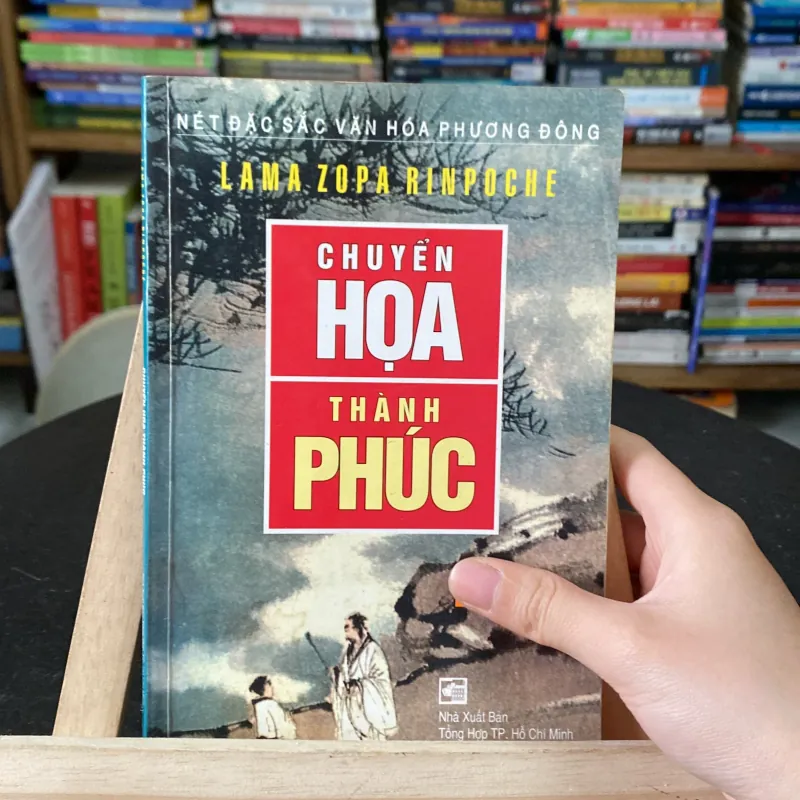 NÉT ĐẶC SẮC VĂN HÓA PHƯƠNG ĐÔNG
LAMA ZOPA RINPOCHE
CHUYỂN
HỌA
THÀNH
PHÚC
Nhà Xuất Bản
Tổng Hợp TP. Hồ Chí Minh